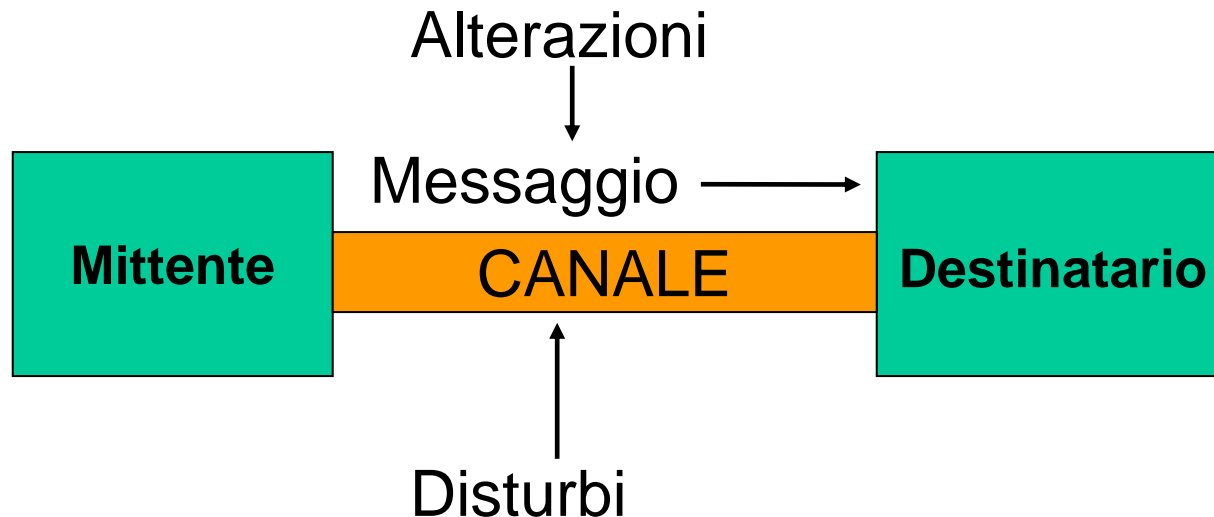 Alterazioni
Messaggio
Mittente
CANALE
Destinatario
Disturbi